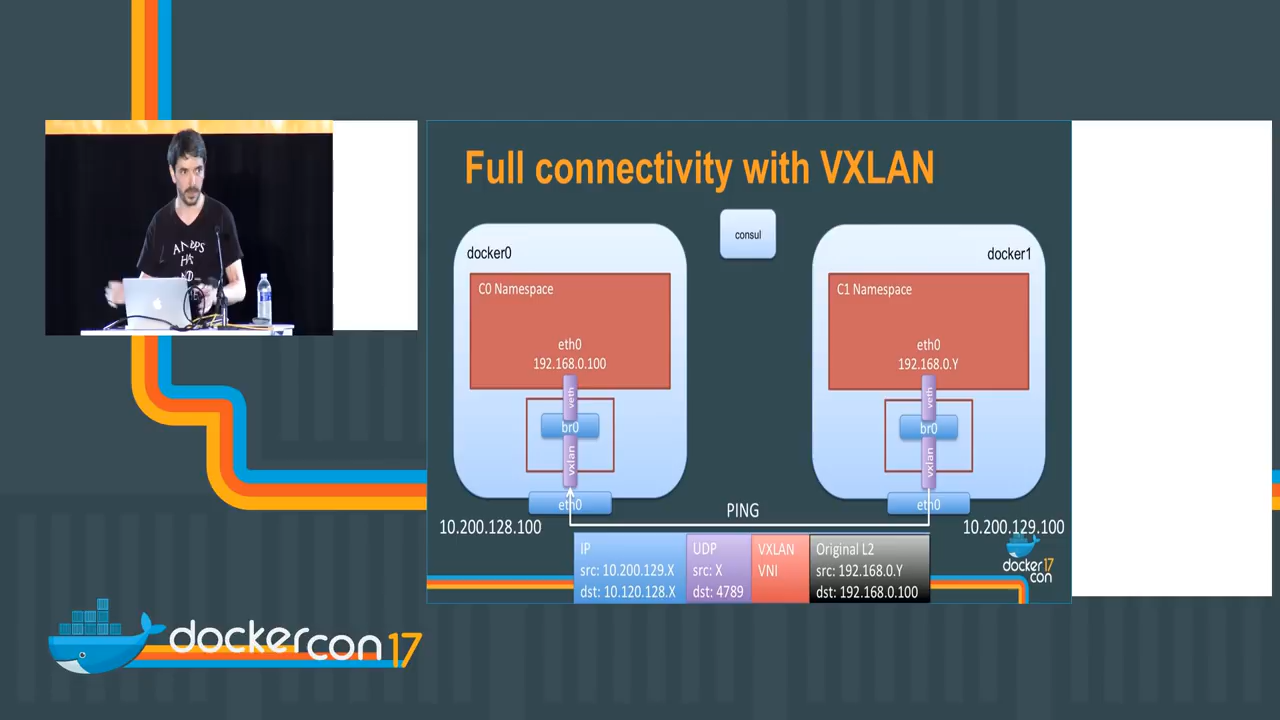 Full connectivity with VXLAN
consul
docker0
docker1
C0 Namespace
C1 Namespace
eth0
192.168.0.100
eth0
192.168.0.Y
veth
veth
br0
br0
vxlan
vxlan
eth0
eth0
PING
10.200.128.100
10.200.129.100
IP
src: 10.200.129.X
dst: 10.120.128.X
UDP
src: X
dst: 4789
VXLAN
VNI
Original L2
src: 192.168.0.Y
dst: 192.168.0.100
docker 17
con
dockercon 17